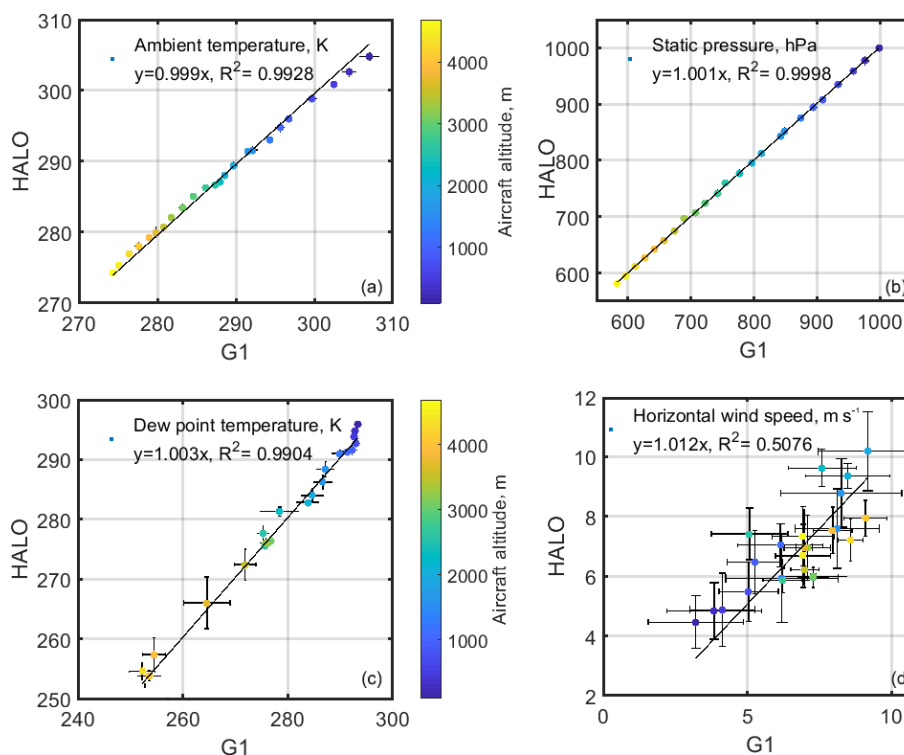 310
300
290
280
270
HALO
Ambient temperature, K
y=0.999x, R²= 0.9928
(a)
270 280 290 300 310
G1
4000
3000
2000
1000
Aircraft altitude, m
1000
900
800
700
600
HALO
Static pressure, hPa
y=1.001x, R²= 0.9998
(b)
600 700 800 900 1000
G1
300
290
280
270
260
250
HALO
Dew point temperature, K
y=1.003x, R²= 0.9904
(c)
240 260 280 300
G1
4000
3000
2000
1000
Aircraft altitude, m
12
10
8
6
4
2
HALO
Horizontal wind speed, m s⁻¹
y=1.012x, R²= 0.5076
(d
0 5 10
G1